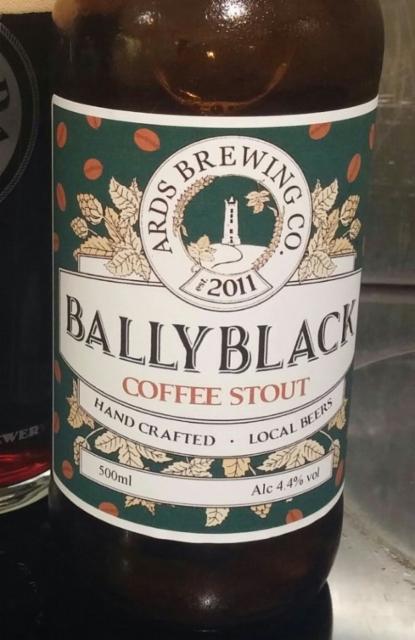 ARDS BREWING CO.
EST 2011
BALLYBLACK
COFFEE STOUT
HAND CRAFTED · LOCAL BEERS
500ml
Alc 4.4% vol